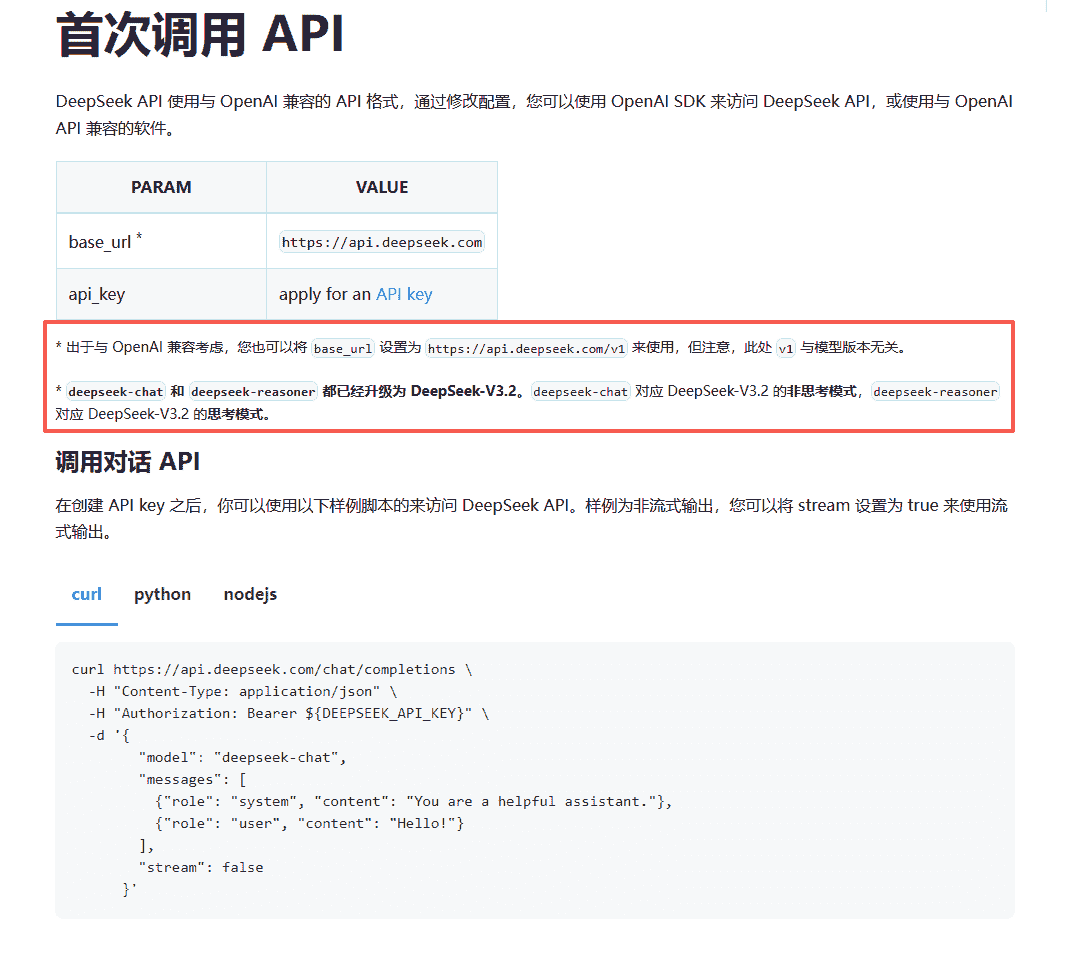 首次调用 API
DeepSeek API 使用与 OpenAI 兼容的 API 格式，通过修改配置，您可以使用 OpenAI SDK 来访问 DeepSeek API，或使用与 OpenAI
API 兼容的软件。
PARAM VALUE
base_url * https://api.deepseek.com
api_key apply for an API key
* 出于与 OpenAI 兼容考虑，您也可以将 base_url 设置为 https://api.deepseek.com/v1 来使用，但注意，此处 v1 与模型版本无关。
* deepseek-chat 和 deepseek-reasoner 都已经升级为 DeepSeek-V3.2。deepseek-chat 对应 DeepSeek-V3.2 的非思考模式，deepseek-reasoner
对应 DeepSeek-V3.2 的思考模式。
调用对话 API
在创建 API key 之后，你可以使用以下样例脚本的来访问 DeepSeek API。样例为非流式输出，您可以将 stream 设置为 true 来使用流
式输出。
curl python nodejs
curl https://api.deepseek.com/chat/completions \
  -H "Content-Type: application/json" \
  -H "Authorization: Bearer ${DEEPSEEK_API_KEY}" \
  -d '{
        "model": "deepseek-chat",
        "messages": [
          {"role": "system", "content": "You are a helpful assistant."},
          {"role": "user", "content": "Hello!"}
        ],
        "stream": false
      }'